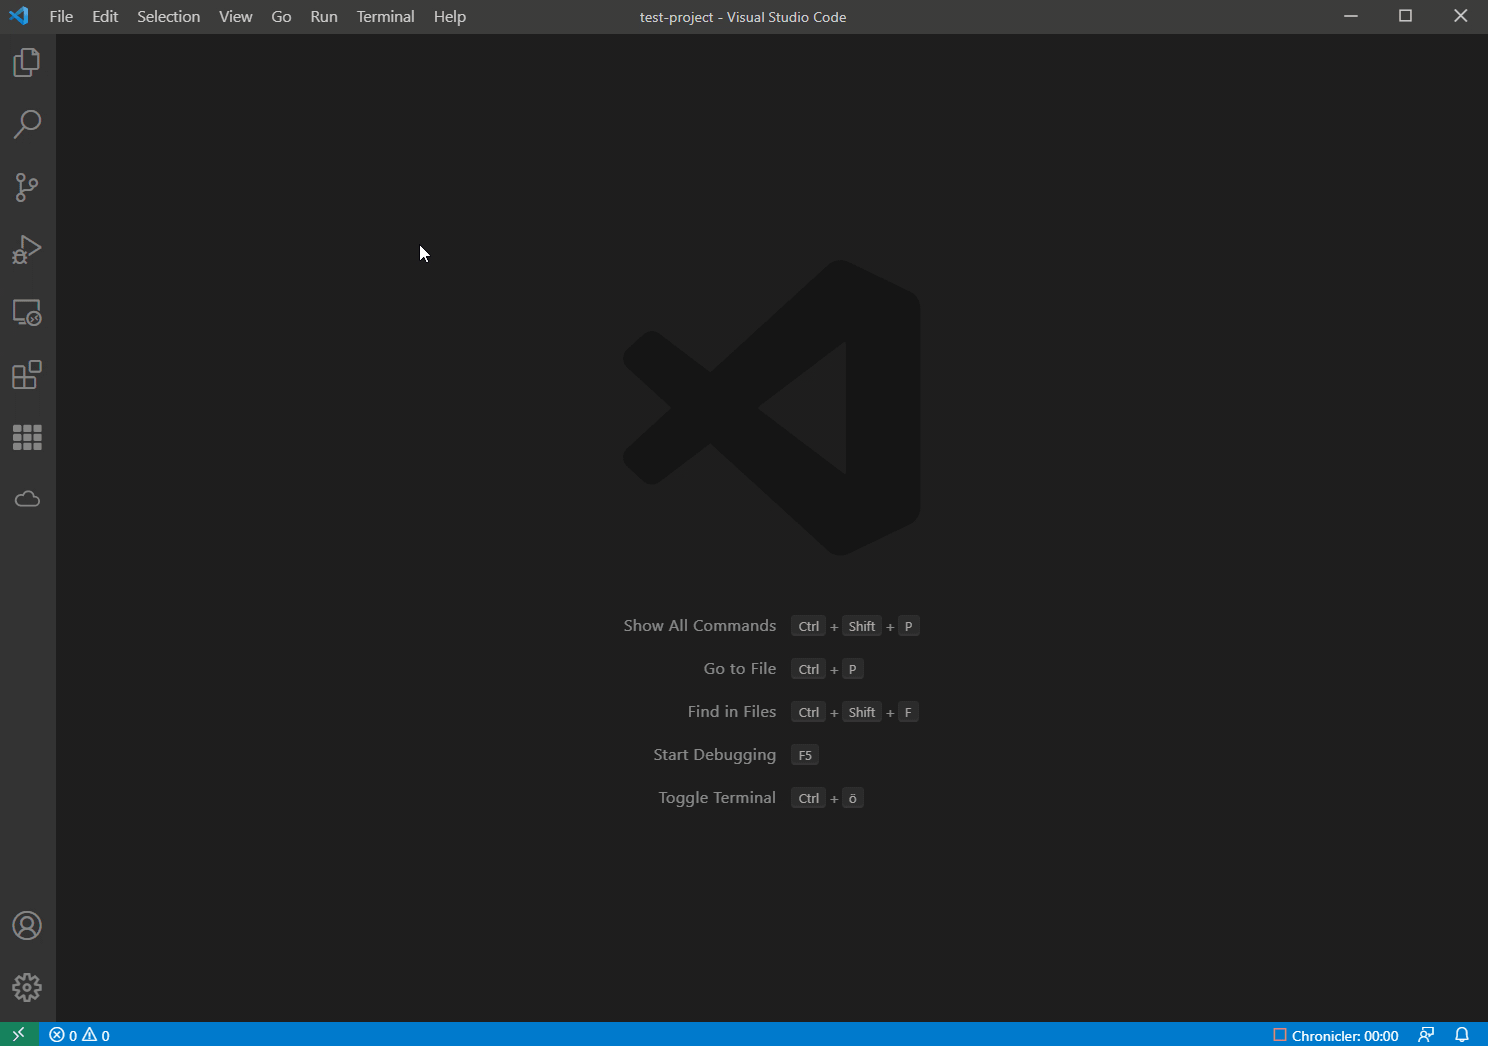 File Edit Selection View Go Run Terminal Help test-project - Visual Studio Code
Show All Commands Ctrl + Shift + P
Go to File Ctrl + P
Find in Files Ctrl + Shift + F
Start Debugging F5
Toggle Terminal Ctrl + ö
0 0 Chronicler: 00:00